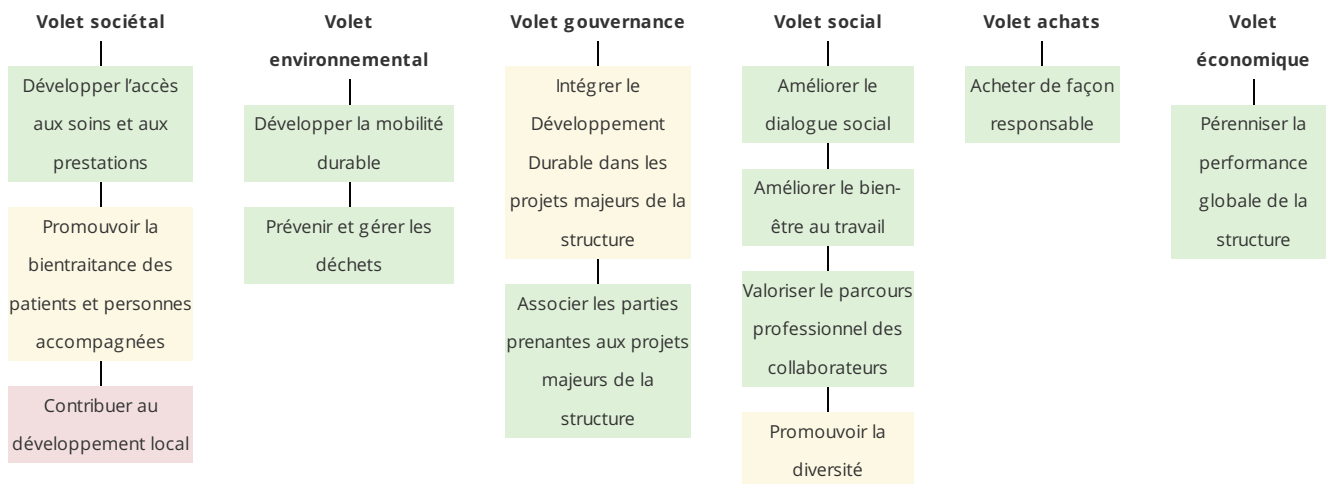 Volet sociétal
Développer l’accès
aux soins et aux
prestations
Promouvoir la
bientraitance des
patients et personnes
accompagnées
Contribuer au
développement local
Volet
environnemental
Développer la mobilité
durable
Prévenir et gérer les
déchets
Volet gouvernance
Intégrer le
Développement
Durable dans les
projets majeurs de la
structure
Associer les parties
prenantes aux projets
majeurs de la
structure
Volet social
Améliorer le
dialogue social
Améliorer le bien-
être au travail
Valoriser le parcours
professionnel des
collaborateurs
Promouvoir la
diversité
Volet achats
Acheter de façon
responsable
Volet
économique
Pérenniser la
performance
globale de la
structure